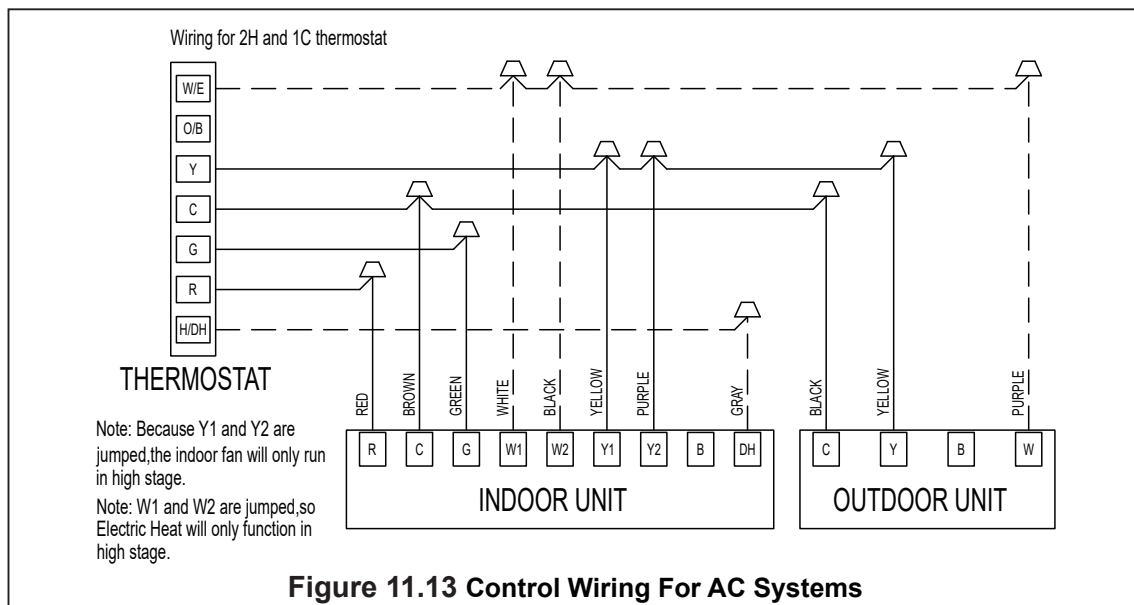 Wiring for 2H and 1C thermostat
W/E
O/B
Y
C
G
R
H/DH
THERMOSTAT
Note: Because Y1 and Y2 are
jumped,the indoor fan will only run
in high stage.
Note: W1 and W2 are jumped,so
Electric Heat will only function in
high stage.
RED
BROWN
GREEN
WHITE
BLACK
YELLOW
PURPLE
GRAY
R
C
G
W1
W2
Y1
Y2
B
DH
INDOOR UNIT
BLACK
YELLOW
PURPLE
C
Y
B
W
OUTDOOR UNIT
Figure 11.13 Control Wiring For AC Systems